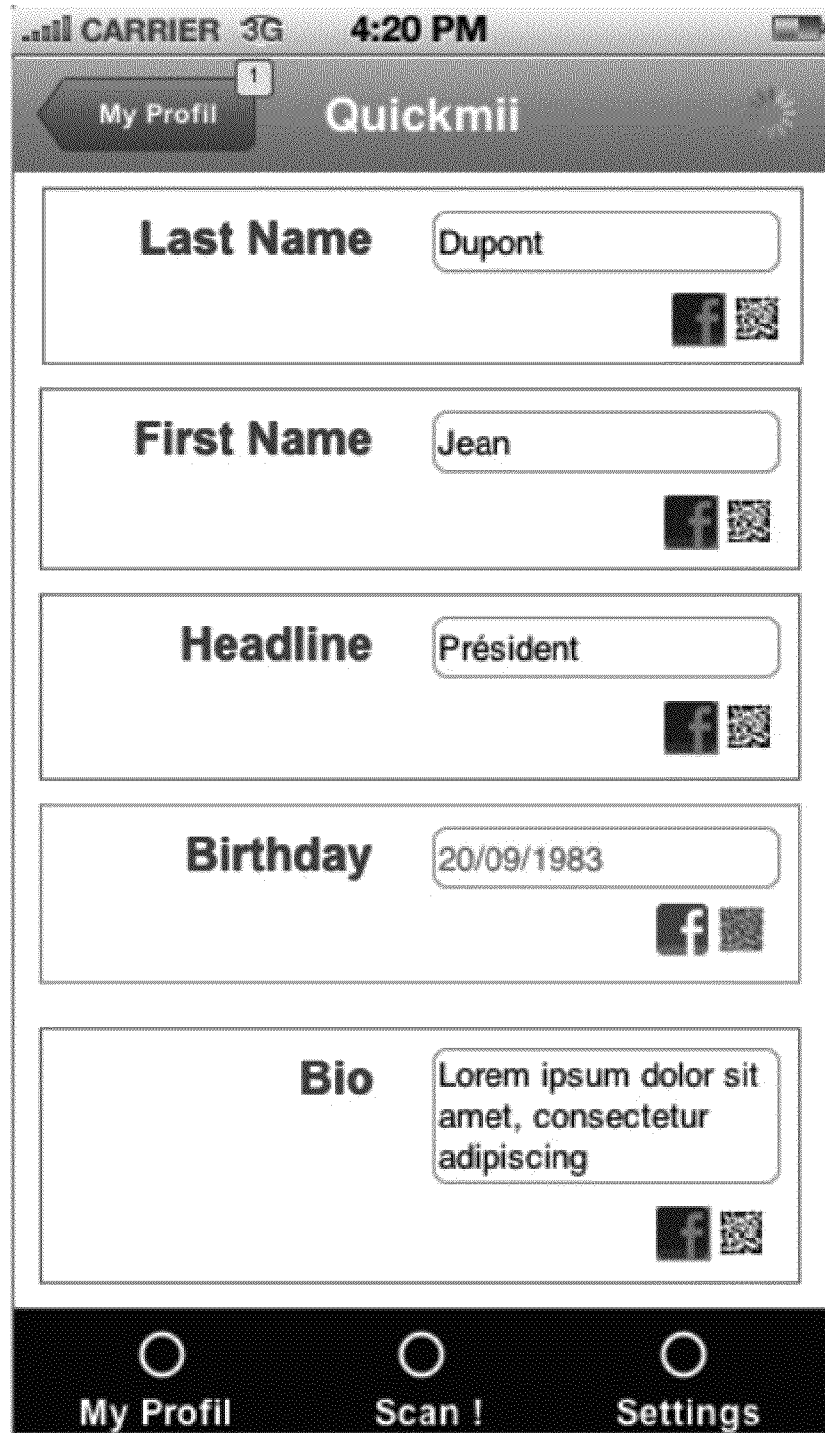 CARRIER 3G 4:20 PM
My Profil 1 Quickmii
Last Name Dupont
f
First Name Jean
f
Headline Président
f
Birthday 20/09/1983
f
Bio Lorem ipsum dolor sit
amet, consectetur
adipiscing
f
My Profil Scan ! Settings